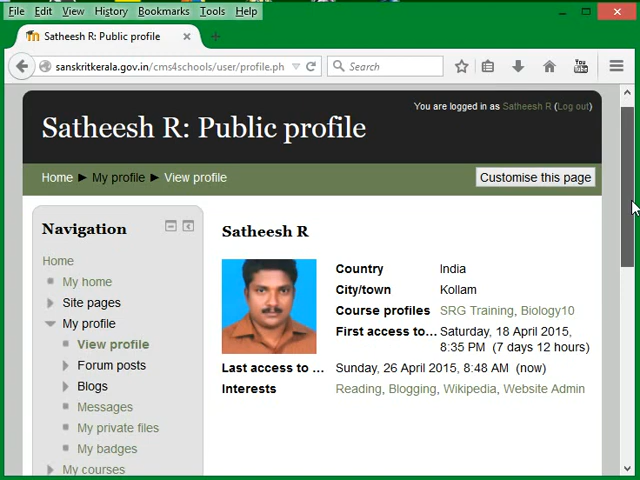 File Edit View History Bookmarks Tools Help
Satheesh R: Public profile
sanskritkerala.gov.in/cms4schools/user/profile.ph
Search
You
You are logged in as Satheesh R (Log out)
Satheesh R: Public profile
Home ► My profile ► View profile
Customise this page
Navigation
Home
My home
Site pages
My profile
View profile
Forum posts
Blogs
Messages
My private files
My badges
My courses
Satheesh R
Country India
City/town Kollam
Course profiles SRG Training, Biology10
First access to... Saturday, 18 April 2015,
8:35 PM (7 days 12 hours)
Last access to ... Sunday, 26 April 2015, 8:48 AM (now)
Interests Reading, Blogging, Wikipedia, Website Admin